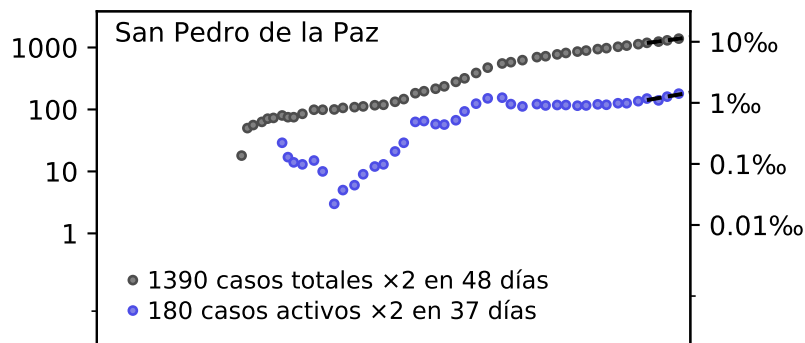 San Pedro de la Paz
1000
100
10
1
10‰
1‰
0.1‰
0.01‰
1390 casos totales ×2 en 48 días
180 casos activos ×2 en 37 días